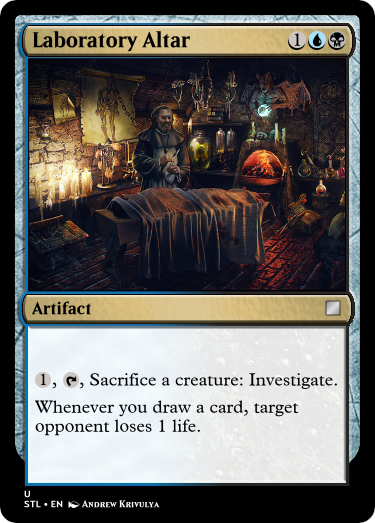 Laboratory Altar 1
Artifact
1, Sacrifice a creature: Investigate.
Whenever you draw a card, target
opponent loses 1 life.
U
STL • EN Andrew Krivulya